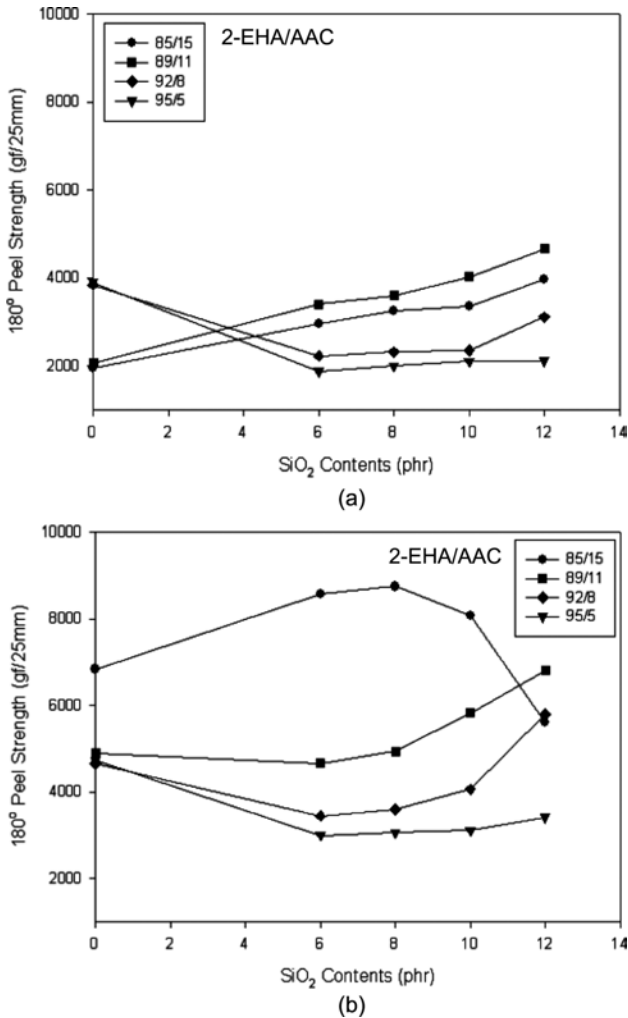 10000
8000
6000
4000
2000
180° Peel Strength (gf/25mm)
85/15
89/11
92/8
95/5
2-EHA/AAC
0 2 4 6 8 10 12 14
SiO₂ Contents (phr)
(a)
10000
8000
6000
4000
2000
180° Peel Strength (gf/25mm)
2-EHA/AAC
85/15
89/11
92/8
95/5
0 2 4 6 8 10 12 14
SiO₂ Contents (phr)
(b)